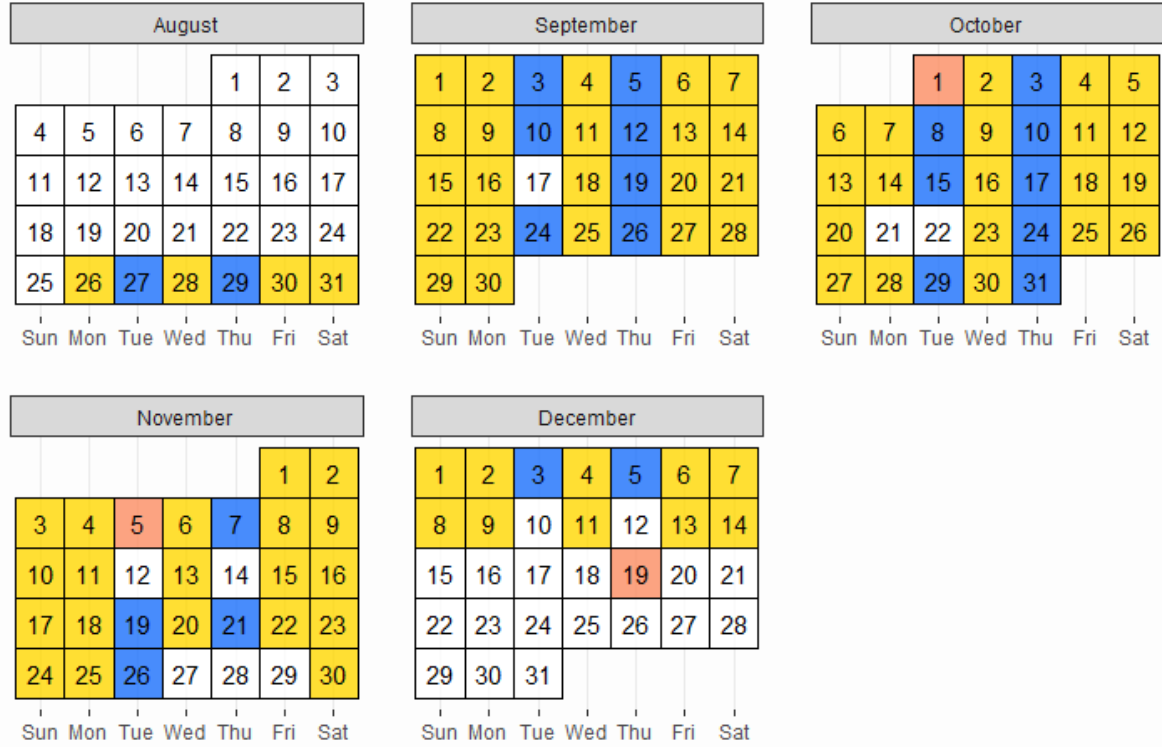 August
1 2 3
4 5 6 7 8 9 10
11 12 13 14 15 16 17
18 19 20 21 22 23 24
25 26 27 28 29 30 31
Sun Mon Tue Wed Thu Fri Sat
September
1 2 3 4 5 6 7
8 9 10 11 12 13 14
15 16 17 18 19 20 21
22 23 24 25 26 27 28
29 30
Sun Mon Tue Wed Thu Fri Sat
October
1 2 3 4 5
6 7 8 9 10 11 12
13 14 15 16 17 18 19
20 21 22 23 24 25 26
27 28 29 30 31
Sun Mon Tue Wed Thu Fri Sat
November
1 2
3 4 5 6 7 8 9
10 11 12 13 14 15 16
17 18 19 20 21 22 23
24 25 26 27 28 29 30
Sun Mon Tue Wed Thu Fri Sat
December
1 2 3 4 5 6 7
8 9 10 11 12 13 14
15 16 17 18 19 20 21
22 23 24 25 26 27 28
29 30 31
Sun Mon Tue Wed Thu Fri Sat